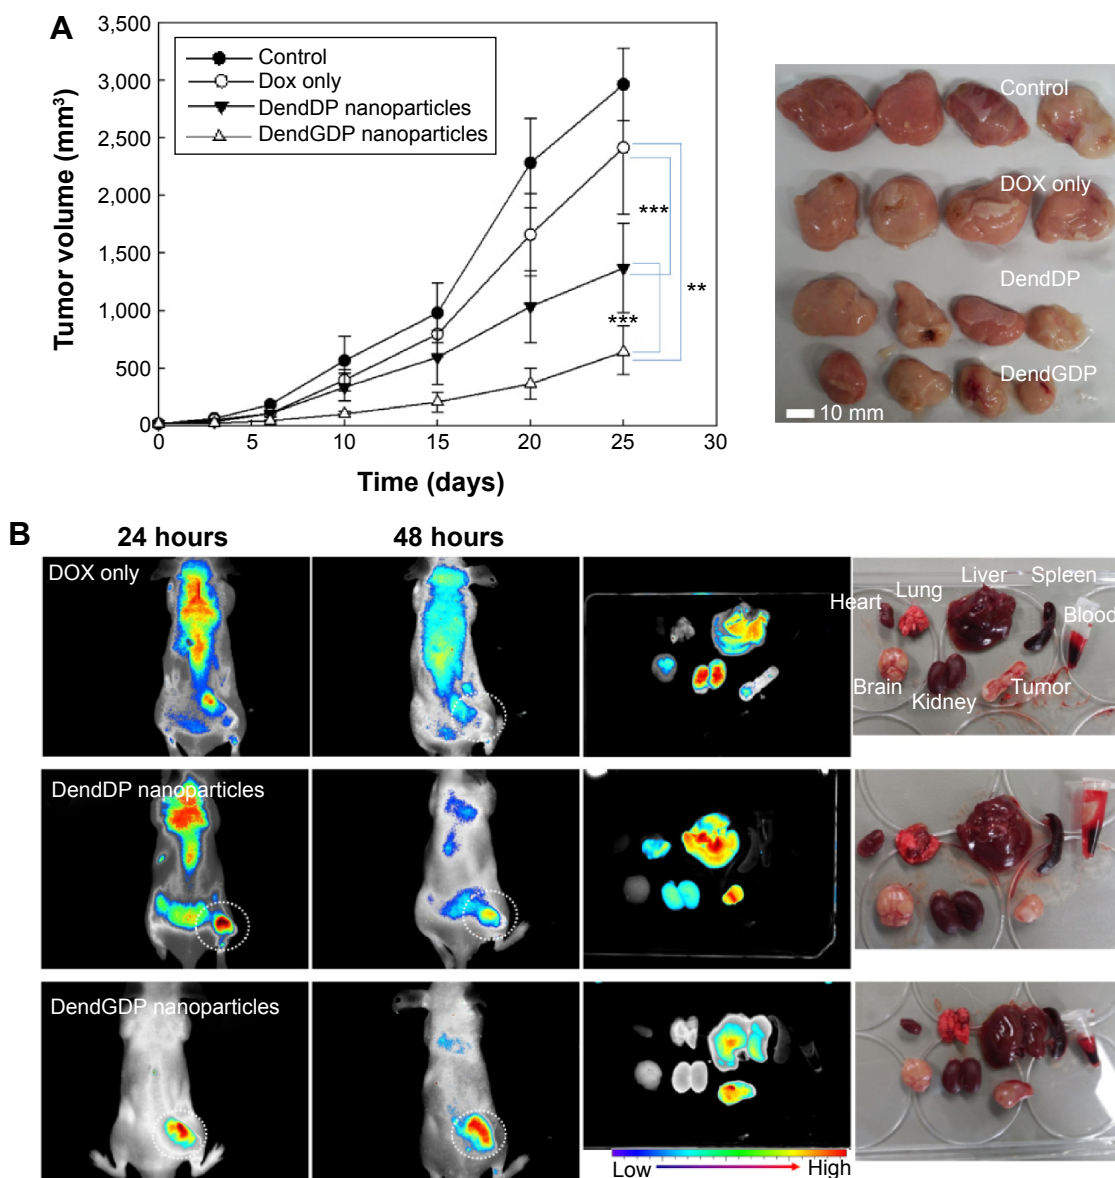 A
3,500
3,000
2,500
2,000
1,500
1,000
500
0
Tumor volume (mm³)
Control
Dox only
DendDP nanoparticles
DendGDP nanoparticles
***
**
***
0
5
10
15
20
25
30
Time (days)
Control
DOX only
DendDP
DendGDP
10 mm
B
24 hours
48 hours
DOX only
Liver
Spleen
Heart
Lung
Blood
Brain
Kidney
Tumor
DendDP nanoparticles
DendGDP nanoparticles
Low
High